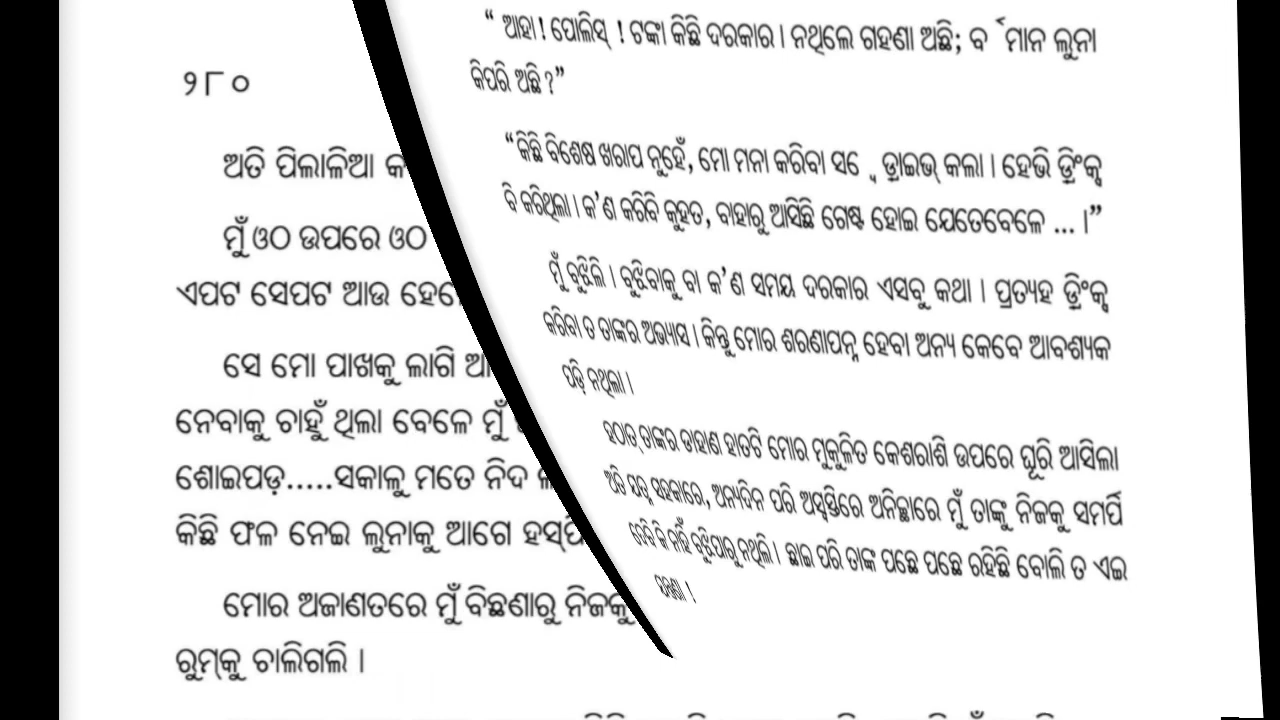 ୨୮୦
ଅତି ପିଲାଳିଆ
ମୁଁ ଓଠ ଉପରେ ଓଠ
ଏପଟ ସେପଟ ଆଉ
ସେ ମୋ ପାଖକୁ ଲାଗି
ନେବାକୁ ଚାହୁଁ ଥିଲା ବେଳେ ମୁଁ
ଶୋଇପଡ଼.....ସକାଳୁ ମତେ ନିଦ
କିଛି ଫଳ ନେଇ ଲୁନାକୁ ଆଗେ
ମୋର ଅଜାଣତରେ ମୁଁ ବିଛଣାରୁ ନିଜକୁ
ରୁମ୍‌କୁ ଚାଲିଗଲି ।
“ ଆହା ! ପୋଲିସ୍ ! ଟଙ୍କା କିଛି ଦରକାର । ନଥିଲେ ଗହଣା ଅଛି; ବର୍ତ୍ତମାନ ଲୁନା
କିପରି ଅଛି ?”
“କିଛି ବିଶେଷ ଖରାପ ନୁହେଁ, ମୋ ମନା କରିବା ସତ୍ତ୍ୱେ ଡ୍ରାଇଭ୍ କଲା । ହେଭି ଡ୍ରିଂକ୍ସ
ବି କରିଥିଲା । କ’ଣ କରିବି କୁହତ, ବାହାରୁ ଆସିଛି ଗେଷ୍ଟ ହୋଇ ଯେତେବେଳେ ... ।”
ମୁଁ ବୁଝିଲି । ବୁଝିବାକୁ ବା କ’ଣ ସମୟ ଦରକାର ଏସବୁ କଥା । ପ୍ରତ୍ୟହ ଡ୍ରିଂକ୍ସ
କରିବା ତ ତାଙ୍କର ଅଭ୍ୟାସ । କିନ୍ତୁ ମୋର ଶରଣାପନ୍ନ ହେବା ଅନ୍ୟ କେବେ ଆବଶ୍ୟକ
ପଡ଼ି ନଥିଲା ।
ହଠାତ୍ ତାଙ୍କର ଡାହାଣ ହାତଟି ମୋର ମୁକୁଳିତ କେଶରାଶି ଉପରେ ଘୂରି ଆସିଲା
ଅତି ଯତ୍ନ ସହକାରେ, ଅନ୍ୟଦିନ ପରି ଅସ୍ୱସ୍ତିରେ ଅନିଚ୍ଛାରେ ମୁଁ ତାଙ୍କୁ ନିଜକୁ ସମର୍ପି
ଦେବି କି ନାହିଁ ବୁଝିପାରୁ ନଥିଲି । ଛାଇ ପରି ତାଙ୍କ ପଛେ ପଛେ ରହିଛି ବୋଲି ତ ଏଇ